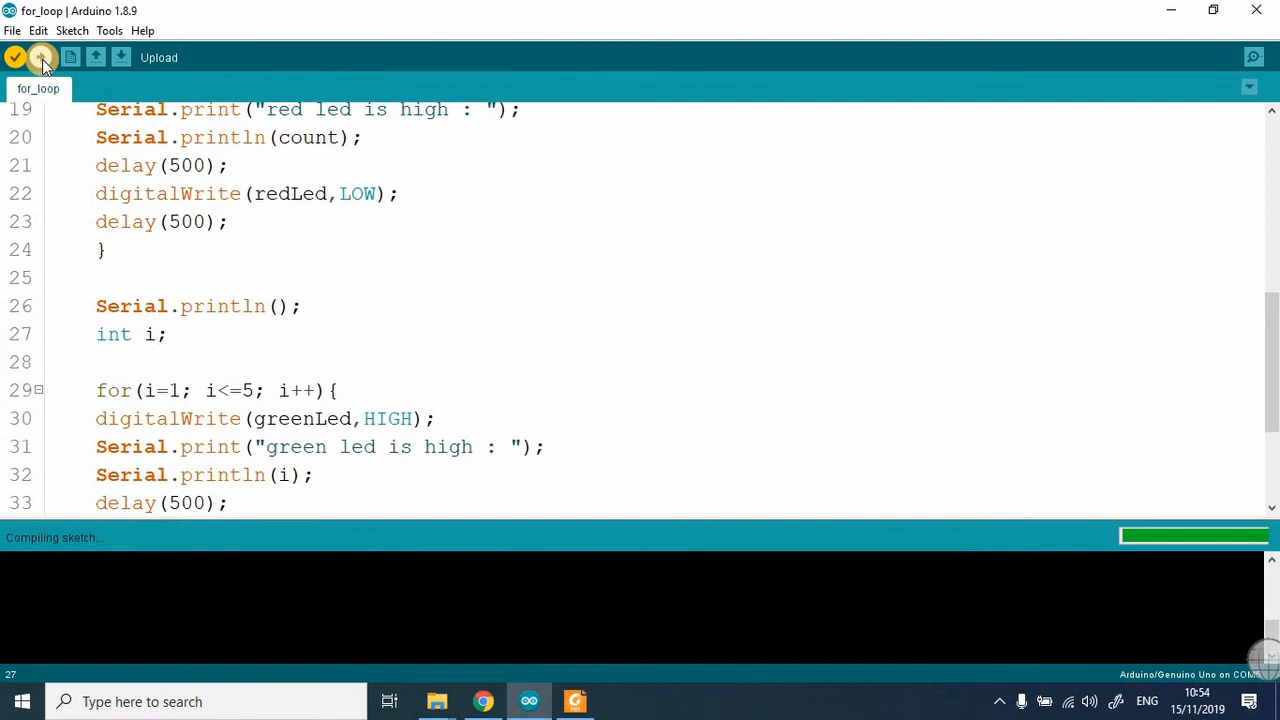 for_loop | Arduino 1.8.9
File Edit Sketch Tools Help
Upload
for_loop
19 Serial.print("red led is high : ");
20 Serial.println(count);
21 delay(500);
22 digitalWrite(redLed,LOW);
23 delay(500);
24 }
25
26 Serial.println();
27 int i;
28
29 for(i=1; i<=5; i++){
30 digitalWrite(greenLed,HIGH);
31 Serial.print("green led is high : ");
32 Serial.println(i);
33 delay(500);
Compiling sketch...
27 Arduino/Genuino Uno on COM
Type here to search
ENG
10:54
15/11/2019